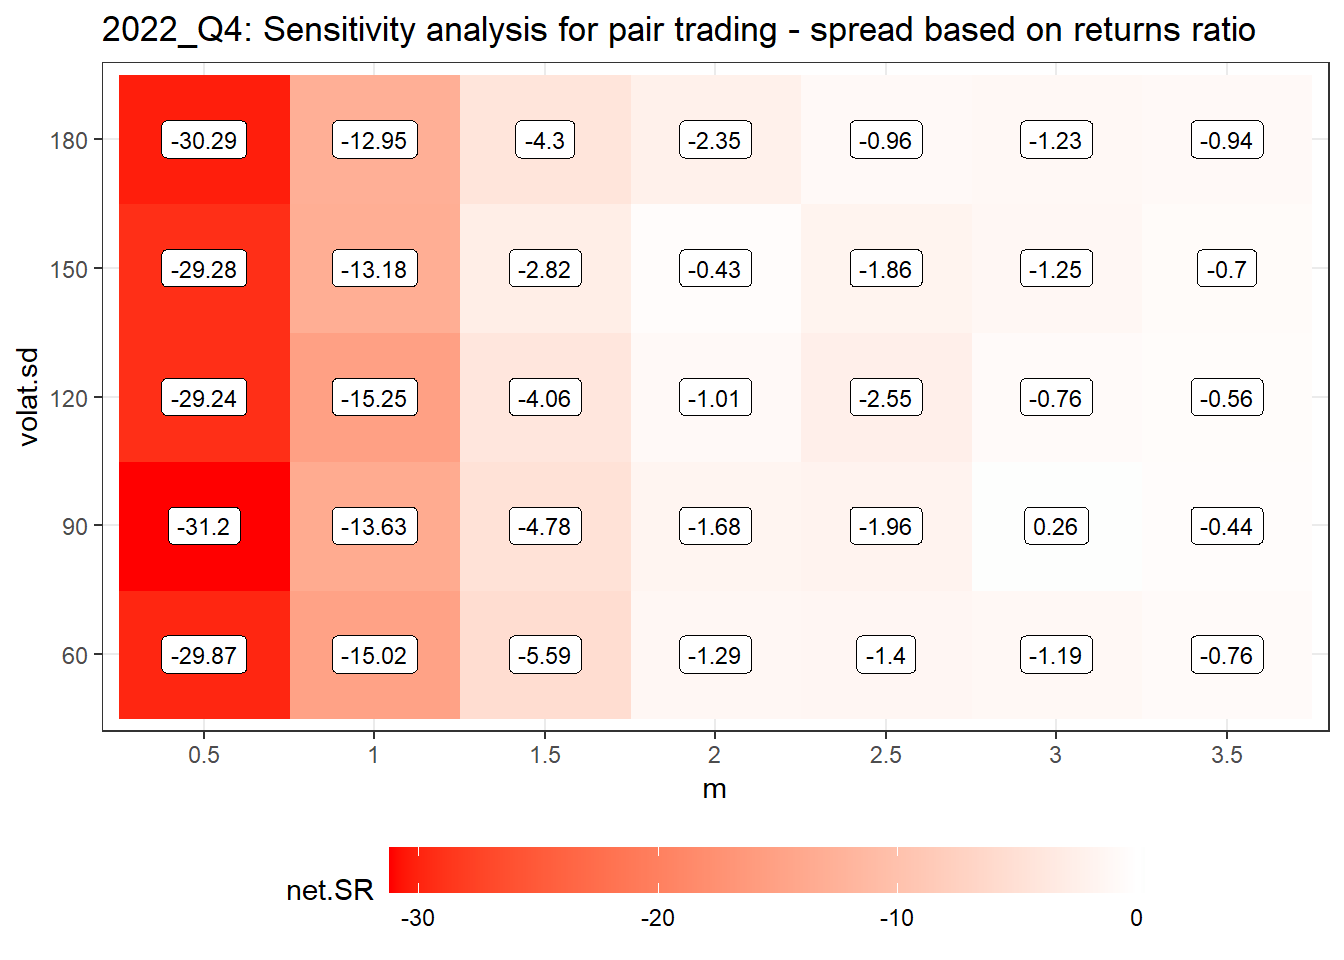 2022_Q4: Sensitivity analysis for pair trading - spread based on returns ratio
180 -30.29 -12.95 -4.3 -2.35 -0.96 -1.23 -0.94
150 -29.28 -13.18 -2.82 -0.43 -1.86 -1.25 -0.7
volat.sd
120 -29.24 -15.25 -4.06 -1.01 -2.55 -0.76 -0.56
90 -31.2 -13.63 -4.78 -1.68 -1.96 0.26 -0.44
60 -29.87 -15.02 -5.59 -1.29 -1.4 -1.19 -0.76
0.5 1 1.5 2 2.5 3 3.5
m
net.SR
-30 -20 -10 0